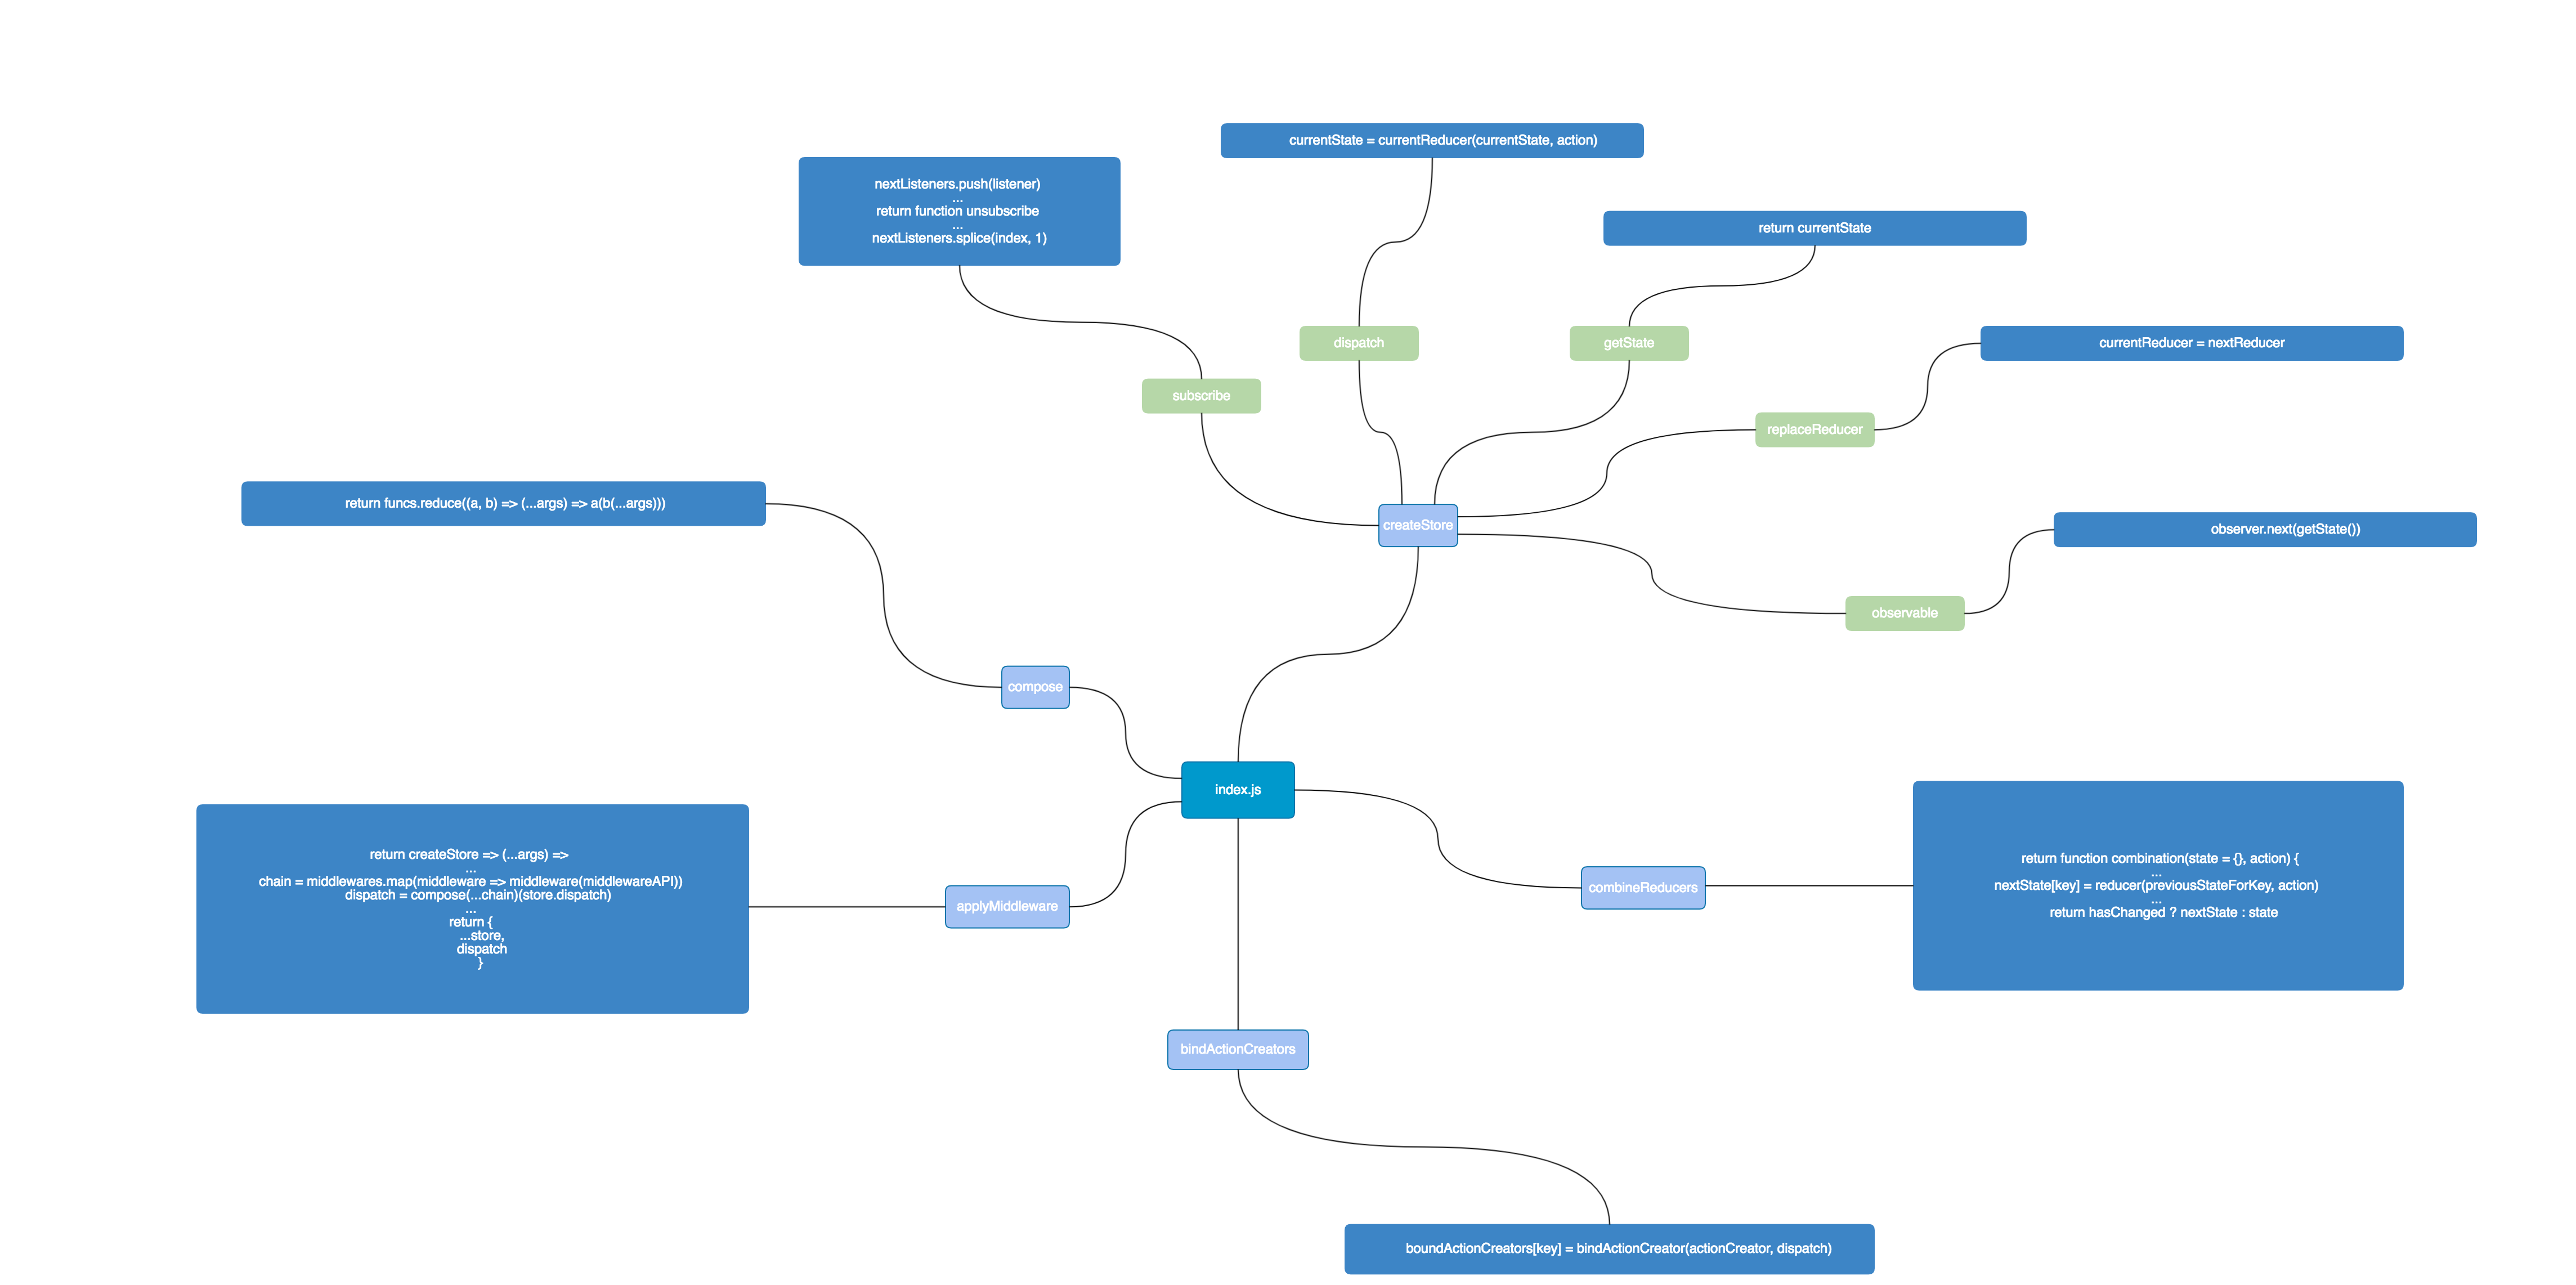 currentState = currentReducer(currentState, action)
nextListeners.push(listener)
...
return function unsubscribe
...
nextListeners.splice(index, 1)
return currentState
dispatch
getState
currentReducer = nextReducer
subscribe
replaceReducer
return funcs.reduce((a, b) => (...args) => a(b(...args)))
createStore
observer.next(getState())
observable
compose
index.js
return createStore => (...args) =>
...
chain = middlewares.map(middleware => middleware(middlewareAPI))
dispatch = compose(...chain)(store.dispatch)
...
return {
...store,
dispatch
}
applyMiddleware
combineReducers
return function combination(state = {}, action) {
...
nextState[key] = reducer(previousStateForKey, action)
...
return hasChanged ? nextState : state
bindActionCreators
boundActionCreators[key] = bindActionCreator(actionCreator, dispatch)